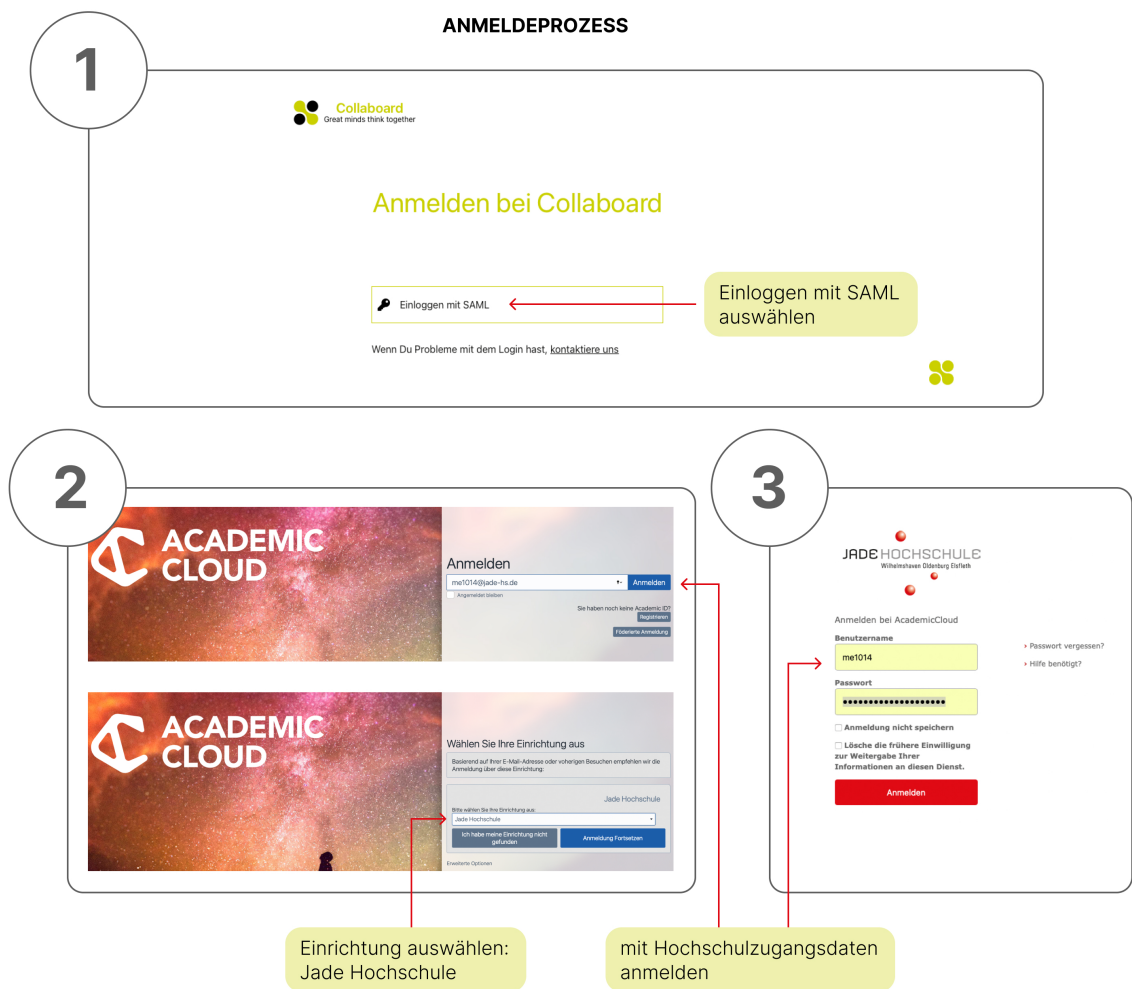 ANMELDEPROZESS
1
Collaboard
Great minds think together
Anmelden bei Collaboard
Einloggen mit SAML
Einloggen mit SAML
auswählen
Wenn Du Probleme mit dem Login hast, kontaktiere uns
2
ACADEMIC
CLOUD
Anmelden
me1014@jade-hs.de
Anmelden
Angemeldet bleiben
Sie haben noch keine Academic ID?
Registrieren
Föderierte Anmeldung
ACADEMIC
CLOUD
Wählen Sie Ihre Einrichtung aus
Basierend auf Ihrer E-Mail-Adresse oder voherigen Besuchen empfehlen wir die
Anmeldung über diese Einrichtung:
Jade Hochschule
Bitte wählen Sie Ihre Einrichtung aus:
Jade Hochschule
Ich habe meine Einrichtung nicht
gefunden
Anmeldung Fortsetzen
Erweiterte Optionen
Einrichtung auswählen:
Jade Hochschule
3
JADE HOCHSCHULE
Wilhelmshaven Oldenburg Elsfleth
Anmelden bei AcademicCloud
Benutzername
me1014
› Passwort vergessen?
› Hilfe benötigt?
Passwort
••••••••••••••••••••
Anmeldung nicht speichern
Lösche die frühere Einwilligung
zur Weitergabe Ihrer
Informationen an diesen Dienst.
Anmelden
mit Hochschulzugangsdaten
anmelden